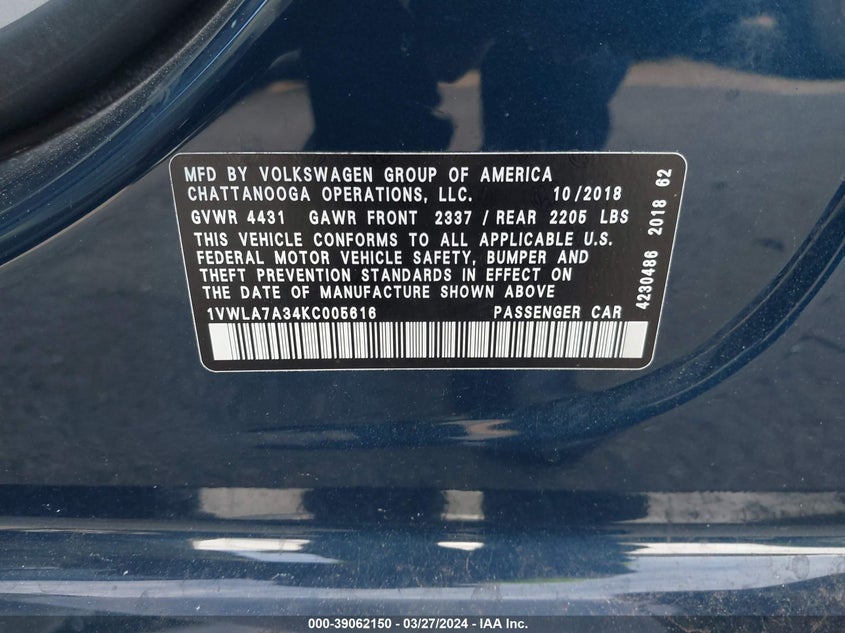 MFD BY VOLKSWAGEN GROUP OF AMERICA
CHATTANOOGA OPERATIONS, LLC. 10/2018
GVWR 4431 GAWR FRONT 2337 / REAR 2205 LBS
THIS VEHICLE CONFORMS TO ALL APPLICABLE U.S.
FEDERAL MOTOR VEHICLE SAFETY, BUMPER AND
THEFT PREVENTION STANDARDS IN EFFECT ON
THE DATE OF MANUFACTURE SHOWN ABOVE
1VWLA7A34KC005616 PASSENGER CAR
4230486 2018 62
000-39062150 - 03/27/2024 - IAA Inc.